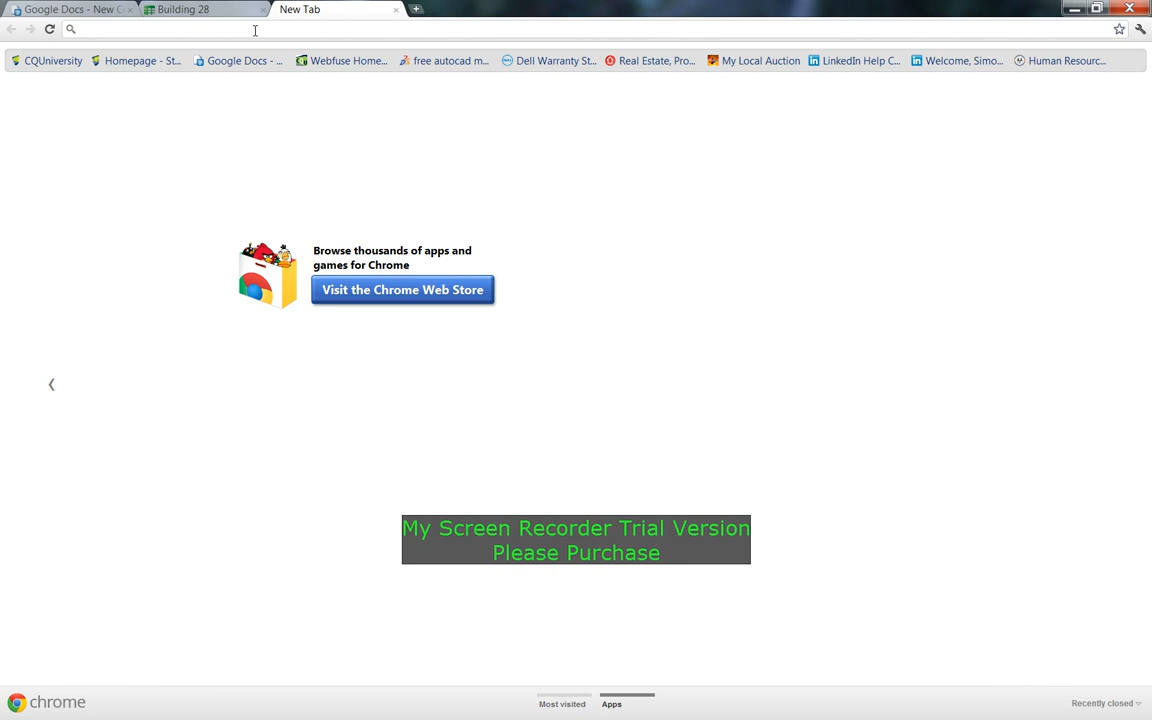 Google Docs - New C
Building 28
New Tab
CQUniversity
Homepage - St...
Google Docs - ...
Webfuse Home...
free autocad m...
Dell Warranty St...
Real Estate, Pro...
My Local Auction
LinkedIn Help C...
Welcome, Simo...
Human Resourc...
Browse thousands of apps and
games for Chrome
Visit the Chrome Web Store
My Screen Recorder Trial Version
Please Purchase
chrome
Most visited
Apps
Recently closed